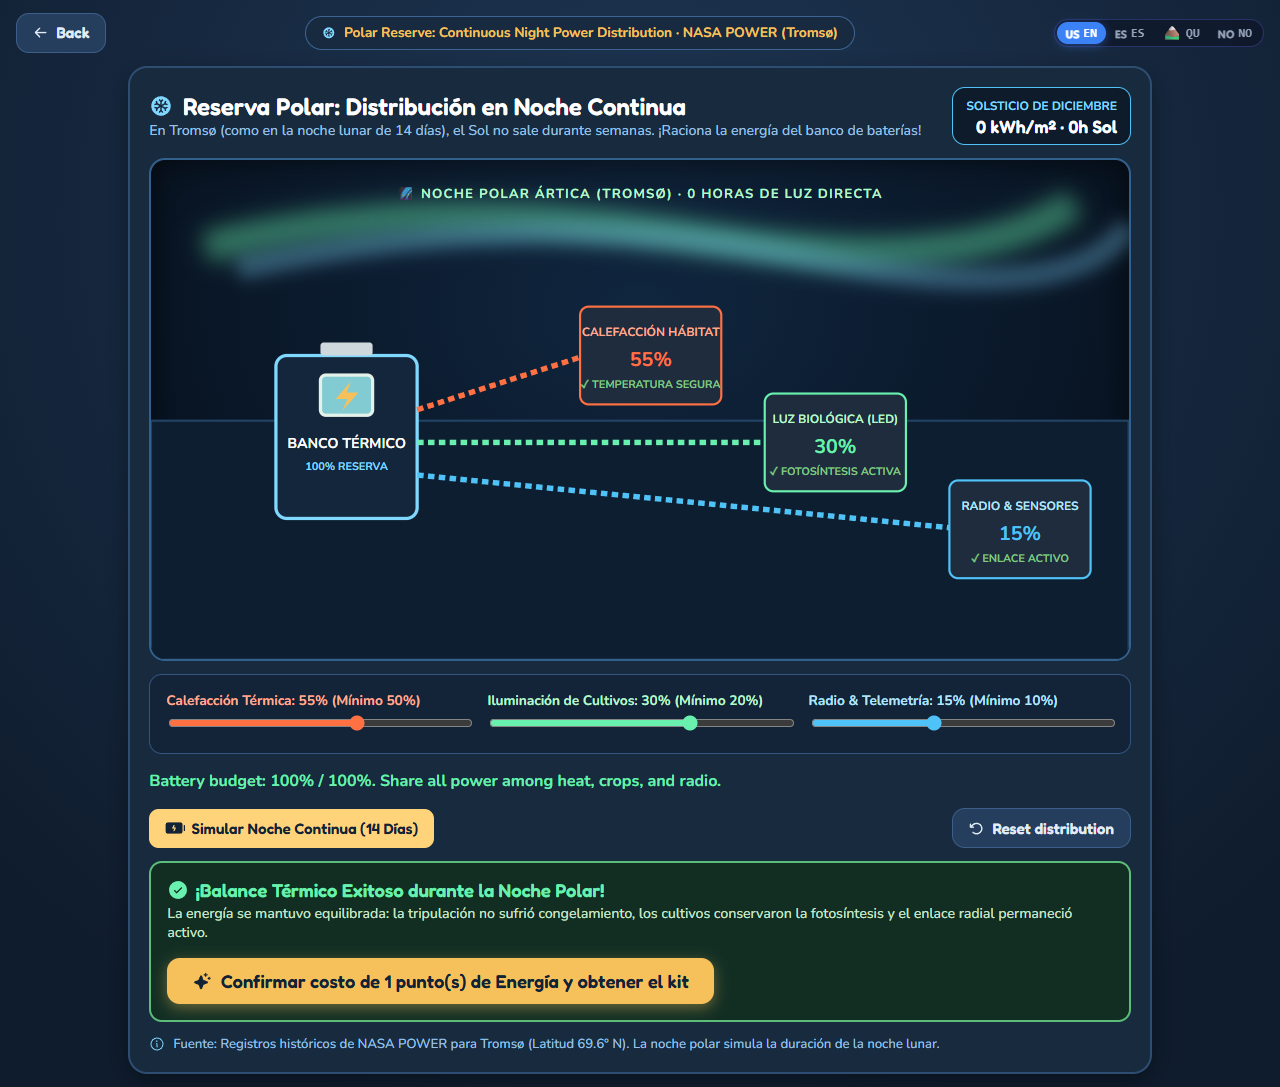 Back
Polar Reserve: Continuous Night Power Distribution · NASA POWER (Tromsø)
US EN ES ES QU NO NO
Reserva Polar: Distribución en Noche Continua
En Tromsø (como en la noche lunar de 14 días), el Sol no sale durante semanas. ¡Raciona la energía del banco de baterías!
SOLSTICIO DE DICIEMBRE
0 kWh/m² · 0h Sol
NOCHE POLAR ÁRTICA (TROMSØ) · 0 HORAS DE LUZ DIRECTA
CALEFACCIÓN HÁBITAT
55%
✓ TEMPERATURA SEGURA
LUZ BIOLÓGICA (LED)
30%
✓ FOTOSÍNTESIS ACTIVA
BANCO TÉRMICO
100% RESERVA
RADIO & SENSORES
15%
✓ ENLACE ACTIVO
Calefacción Térmica: 55% (Mínimo 50%)
Iluminación de Cultivos: 30% (Mínimo 20%)
Radio & Telemetría: 15% (Mínimo 10%)
Battery budget: 100% / 100%. Share all power among heat, crops, and radio.
Simular Noche Continua (14 Días)
Reset distribution
¡Balance Térmico Exitoso durante la Noche Polar!
La energía se mantuvo equilibrada: la tripulación no sufrió congelamiento, los cultivos conservaron la fotosíntesis y el enlace radial permaneció
activo.
Confirmar costo de 1 punto(s) de Energía y obtener el kit
Fuente: Registros históricos de NASA POWER para Tromsø (Latitud 69.6° N). La noche polar simula la duración de la noche lunar.